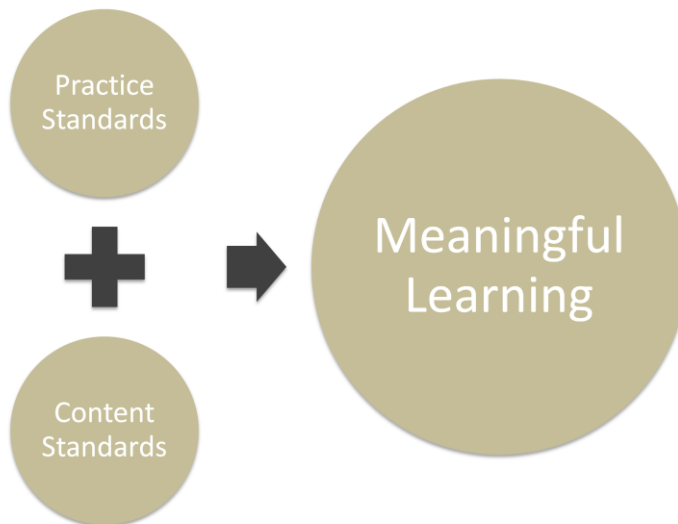 Practice
Standards
Content
Standards
Meaningful
Learning